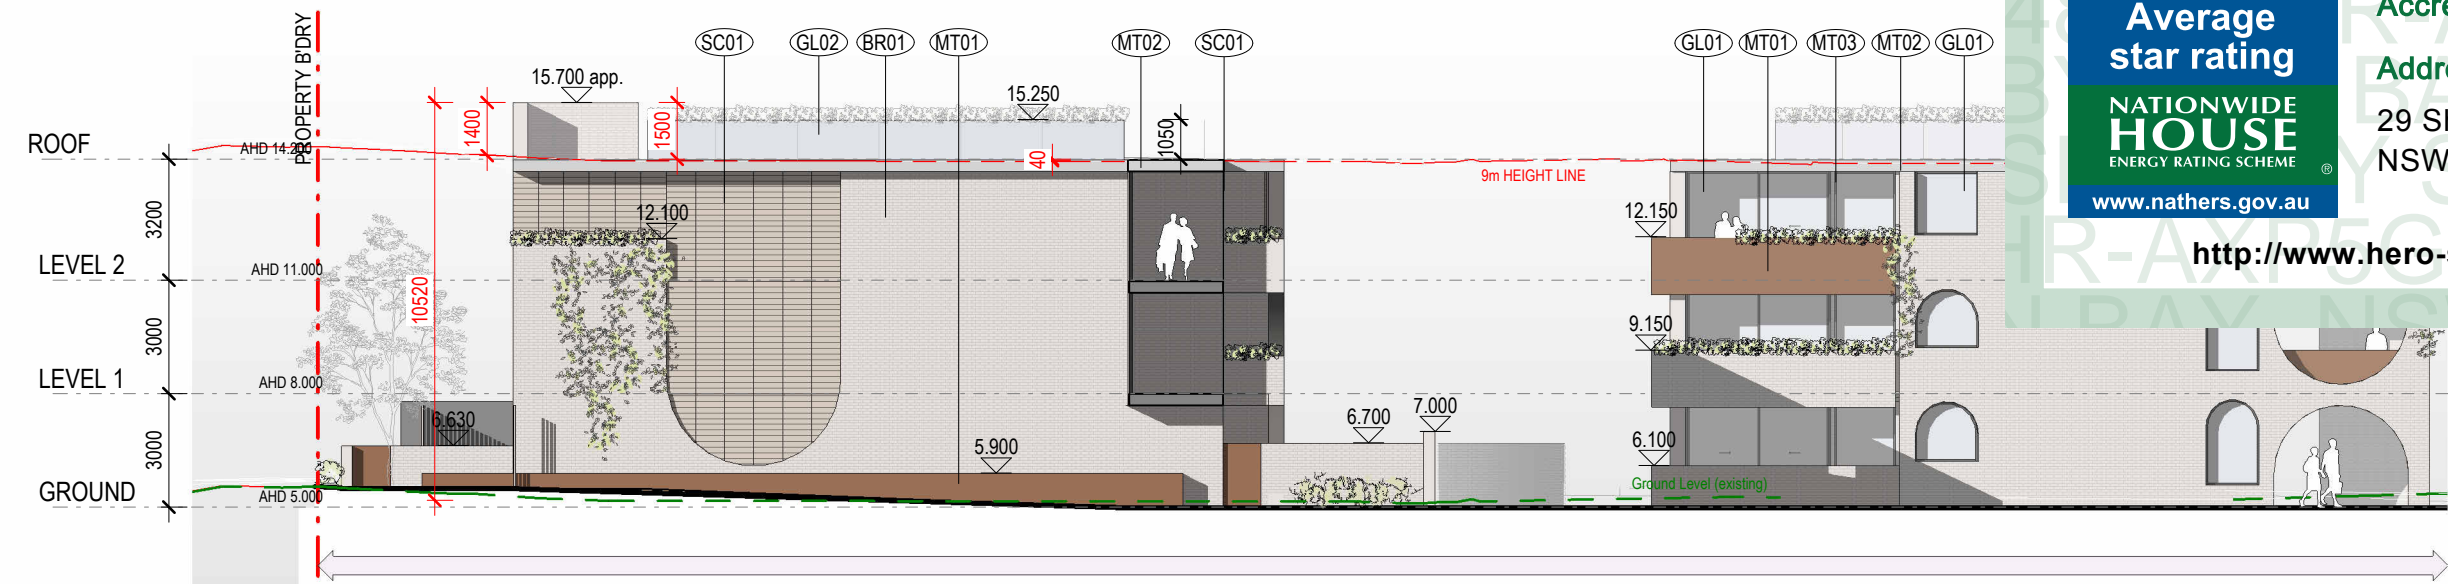 PROPERTY B'DRY
SC01
GL02
BR01
MT01
MT02
SC01
GL01
MT01
MT03
MT02
GL01
Average
star rating
NATIONWIDE
HOUSE
ENERGY RATING SCHEME
®
www.nathers.gov.au
Accre
Addre
29 S
NSW
http://www.hero-
15.700 app.
15.250
1400
1500
1050
40
ROOF
AHD 14.200
9m HEIGHT LINE
3200
12.100
12.150
LEVEL 2
AHD 11.000
10520
3000
9.150
LEVEL 1
AHD 8.000
6.630
6.700
7.000
3000
5.900
6.100
GROUND
AHD 5.000
Ground Level (existing)